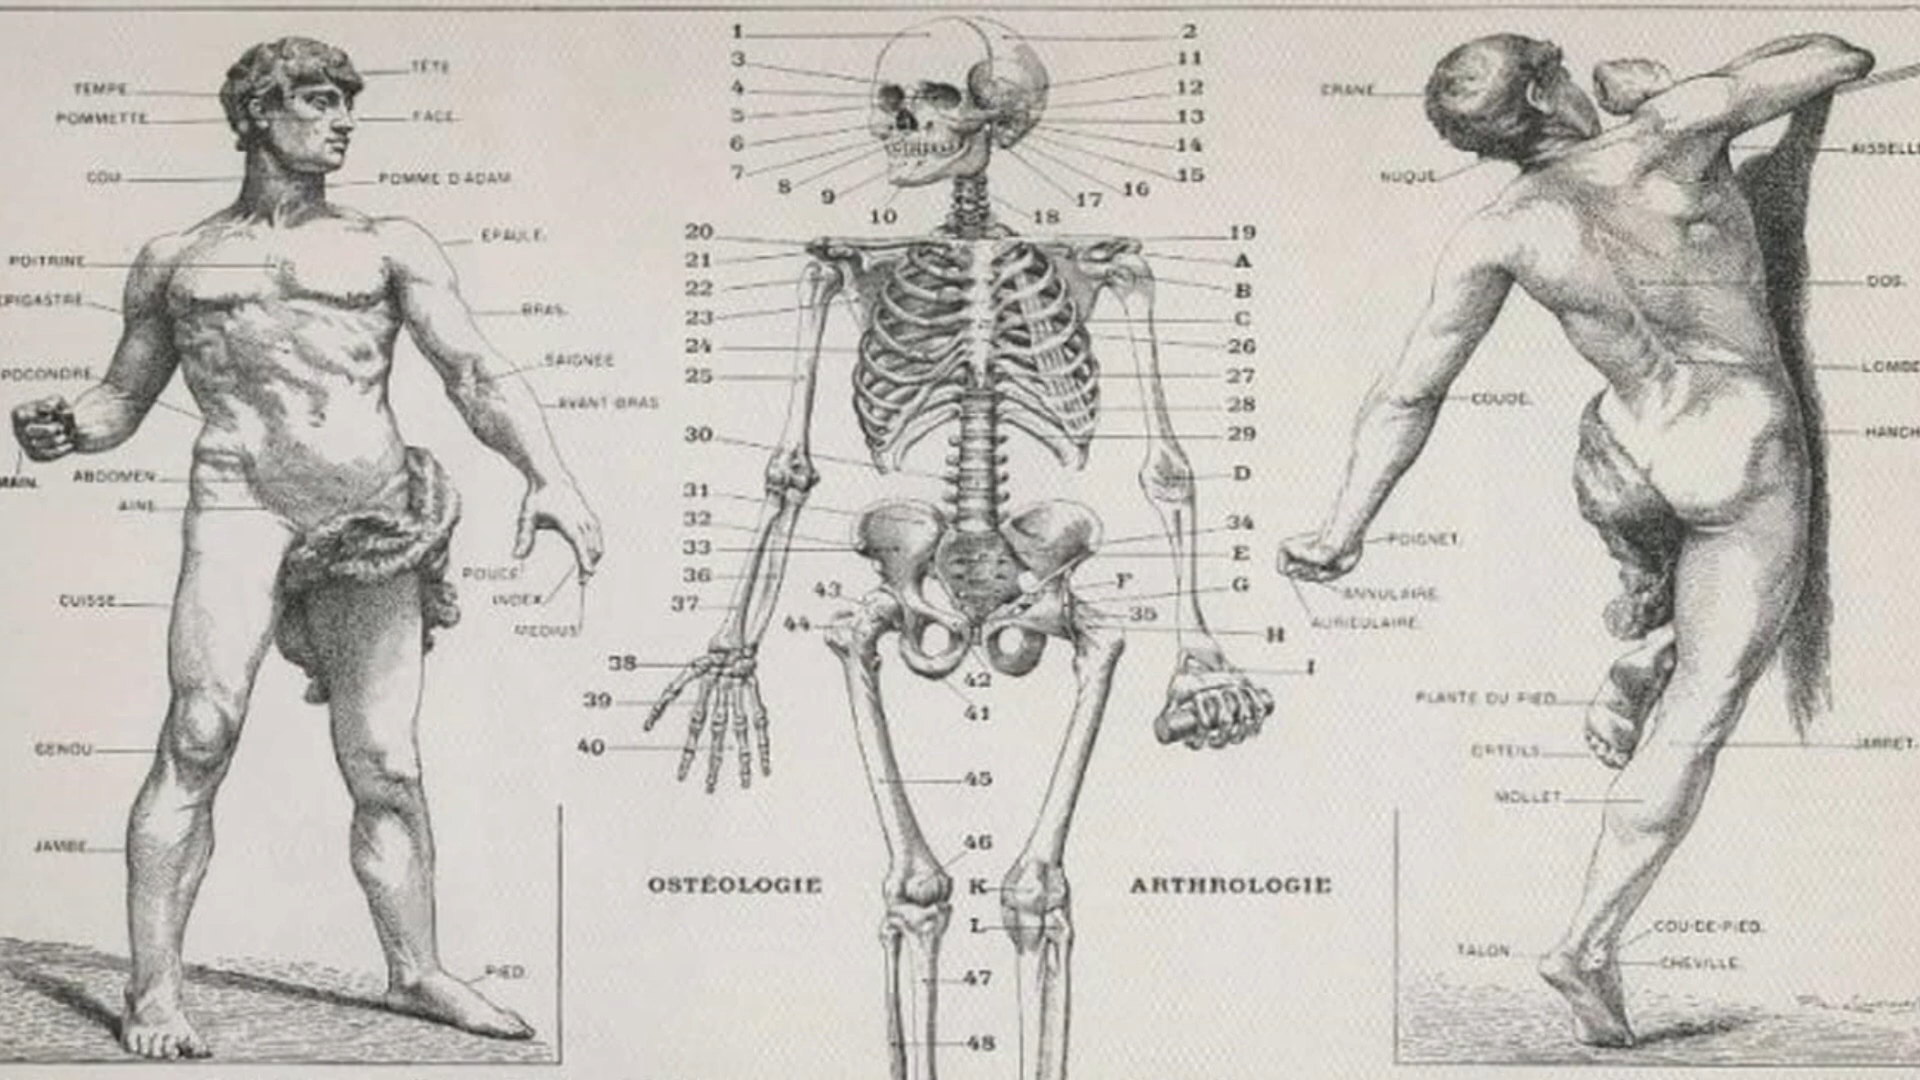 TÊTE
TEMPE
POMMETTE
FACE.
COU
POMME D'ADAM
EPAULE.
POITRINE
EPIGASTRE
BRAS.
SAIGNÉE
POCONDRE
AVANT-BRAS
MAIN.
ABDOMEN
AINE
POUCE
INDEX
MEDIUS
CUISSE
GENOU
JAMBE
PIED
1 2
3 11
4 12
5 13
6 14
7 15
8 16
9 17
10 18
20 19
21 A
22 B
23 C
24 26
25 27
28
30 29
31 D
32 34
33 E
36 F
37 43 G
44 35
H
38 I
39 42
41
40
45
46
OSTÉOLOGIE K ARTHROLOGIE
L
47
48
CRANE
AISSELLE
NUQUE
DOS.
LOMBE
COUDE.
HANCH
POIGNET.
ANNULAIRE.
AURICULAIRE.
PLANTE DU PIED
ORTEILS
JARRET.
MOLLET
COU-DE-PIED.
TALON
CHEVILLE.